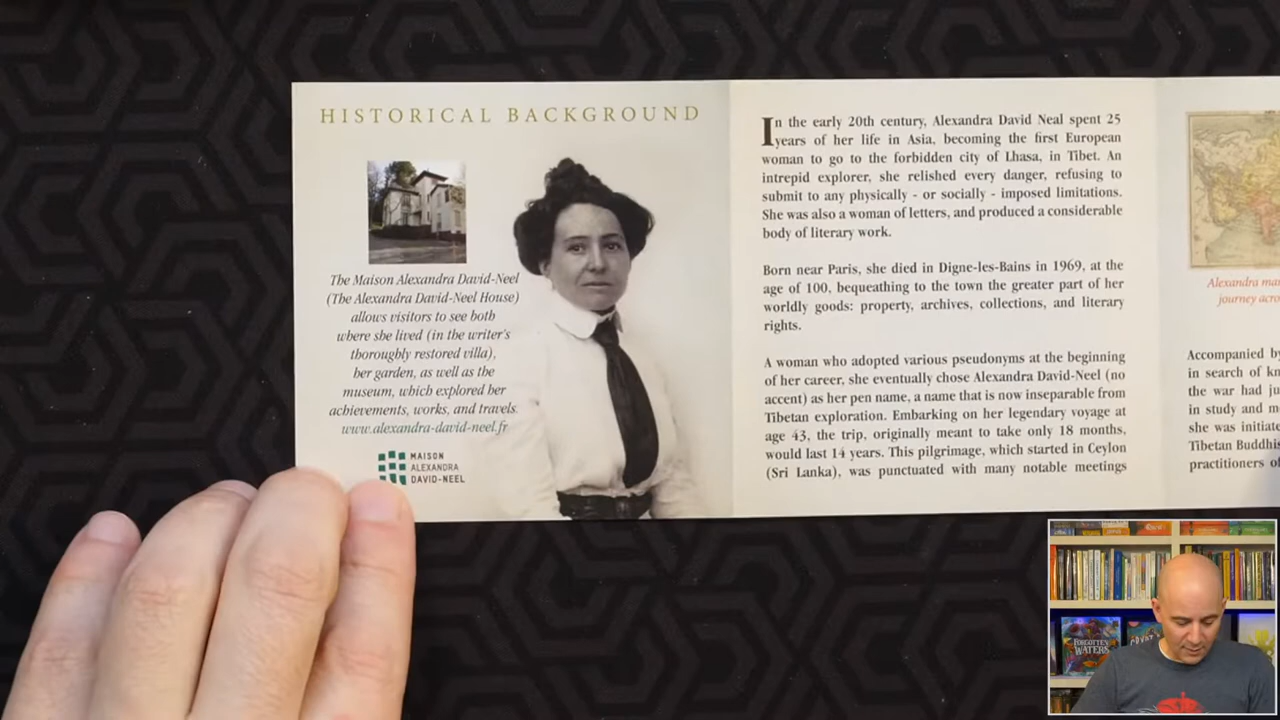 HISTORICAL BACKGROUND
The Maison Alexandra David-Neel
(The Alexandra David-Neel House)
allows visitors to see both
where she lived (in the writer's
thoroughly restored villa),
her garden, as well as the
museum, which explored her
achievements, works, and travels.
www.alexandra-david-neel.fr
MAISON
ALEXANDRA
DAVID-NEEL
In the early 20th century, Alexandra David Neal spent 25
years of her life in Asia, becoming the first European
woman to go to the forbidden city of Lhasa, in Tibet. An
intrepid explorer, she relished every danger, refusing to
submit to any physically - or socially - imposed limitations.
She was also a woman of letters, and produced a considerable
body of literary work.
Born near Paris, she died in Digne-les-Bains in 1969, at the
age of 100, bequeathing to the town the greater part of her
worldly goods: property, archives, collections, and literary
rights.
A woman who adopted various pseudonyms at the beginning
of her career, she eventually chose Alexandra David-Neel (no
accent) as her pen name, a name that is now inseparable from
Tibetan exploration. Embarking on her legendary voyage at
age 43, the trip, originally meant to take only 18 months,
would last 14 years. This pilgrimage, which started in Ceylon
(Sri Lanka), was punctuated with many notable meetings
Alexandra
journey
Accompanied by
in search of
the war had
in study and
she was
Tibetan
practitioners
FORGOTTEN
WATERS